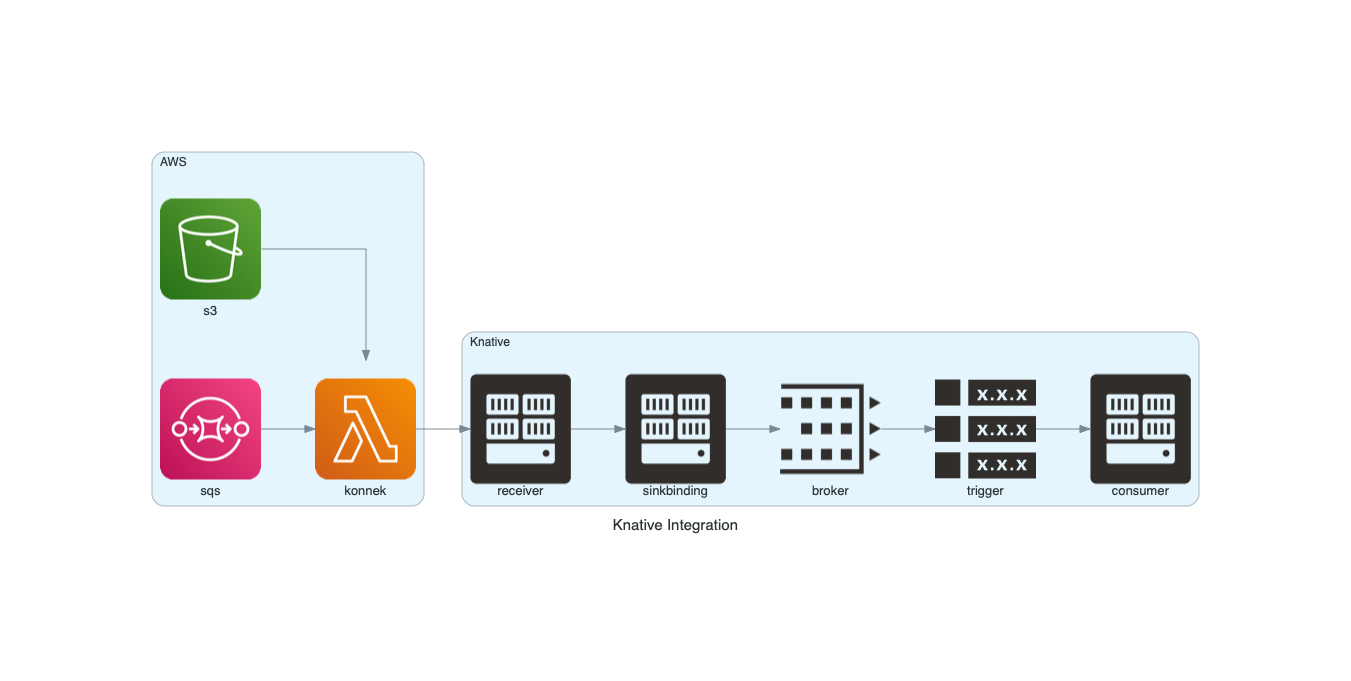 AWS
s3
sqs
konnek
Knative
receiver
sinkbinding
broker
x.x.x
x.x.x
x.x.x
trigger
consumer
Knative Integration